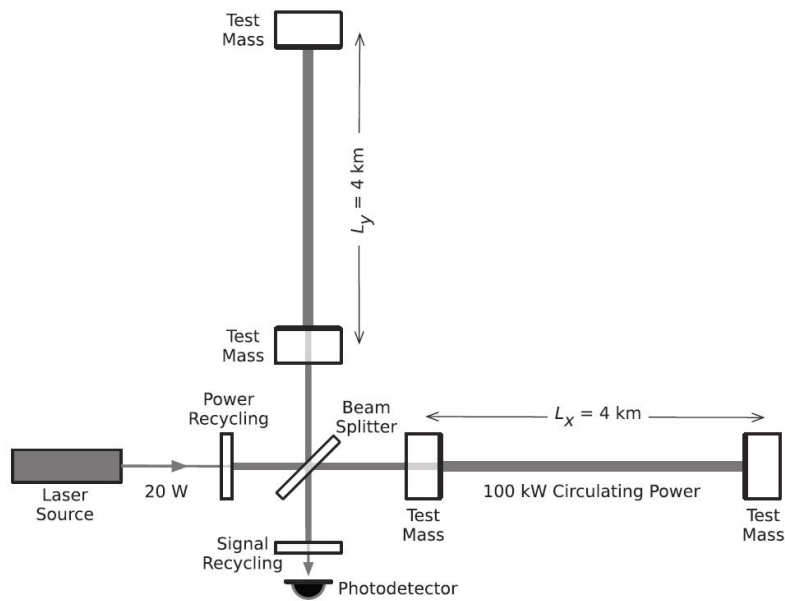 Test
Mass
L_y = 4 km
Test
Mass
Power
Recycling
Beam
Splitter
L_x = 4 km
20 W
100 kW Circulating Power
Laser
Source
Test
Mass
Test
Mass
Signal
Recycling
Photodetector